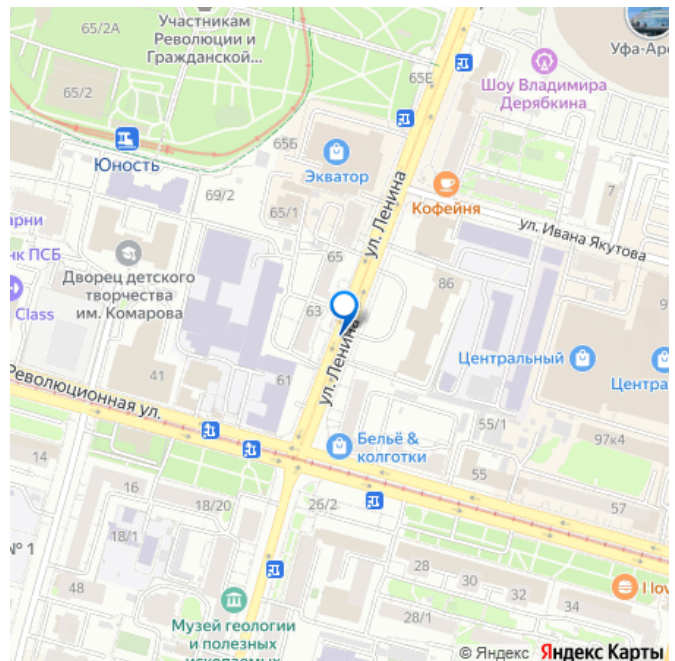 65/2А
Участникам
Революции и
Гражданской...
65Е
Уфа-Аре
Шоу Владимира
Дерябкина
65/2
65Б
Юность
Экватор
69/2
Кофейня
7
65/1
ул. Ленина
ул. Ивана Якутова
арни
нк ПСБ
65
Дворец детского
творчества
им. Комарова
86
Class
63
9
ул. Ленина
Центральный
Центра
41
61
Революционная ул.
Бельё &
колготки
55/1
97к4
14
16
55
18/20
26/2
57
18/1
№ 1
28
48
30
32
34
I lov
28/1
Музей геологии
и полезных
ископаемых
© Яндекс Яндекс Карты